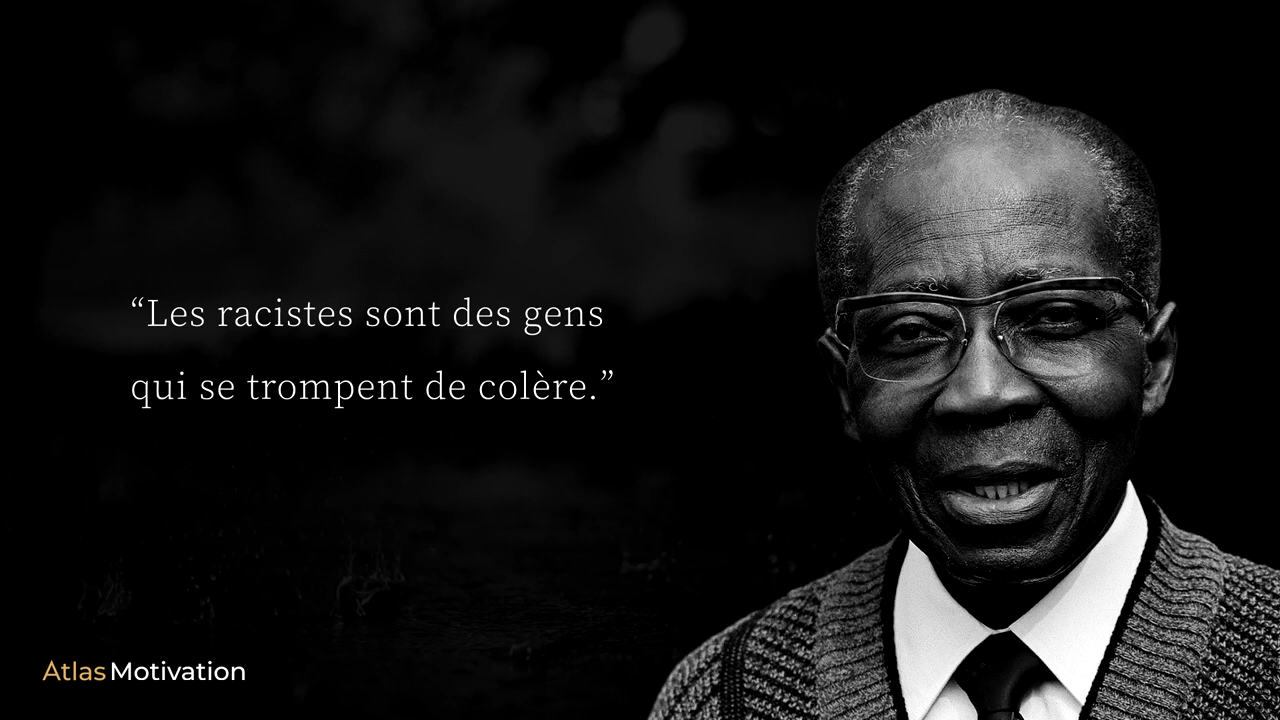 “Les racistes sont des gens
qui se trompent de colère.”
Atlas Motivation